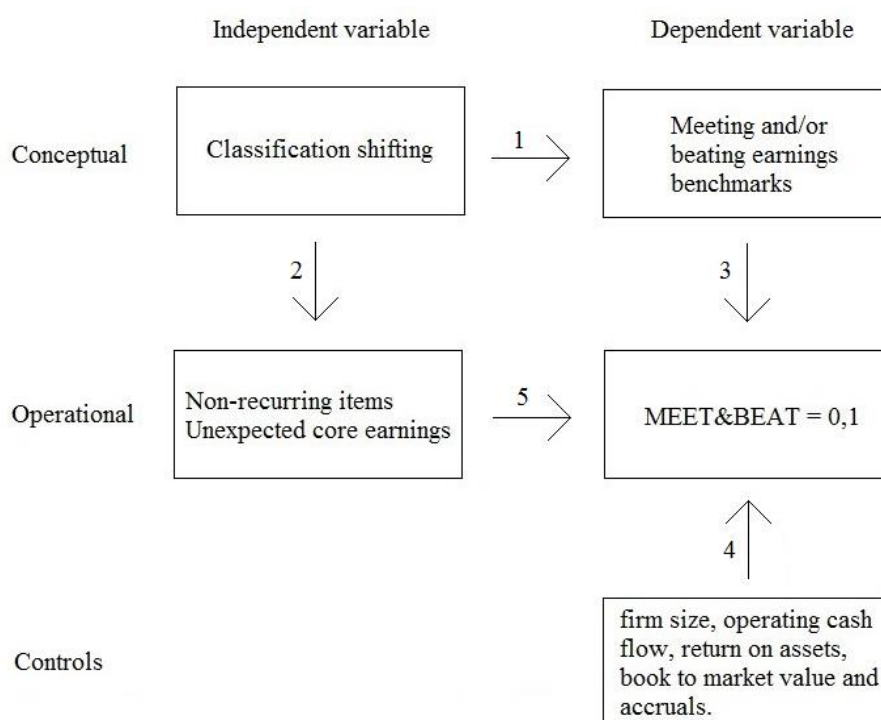 Independent variable
Dependent variable
Conceptual
Classification shifting
1
Meeting and/or
beating earnings
benchmarks
2
3
Operational
Non-recurring items
Unexpected core earnings
5
MEET&BEAT = 0,1
4
Controls
firm size, operating cash
flow, return on assets,
book to market value and
accruals.